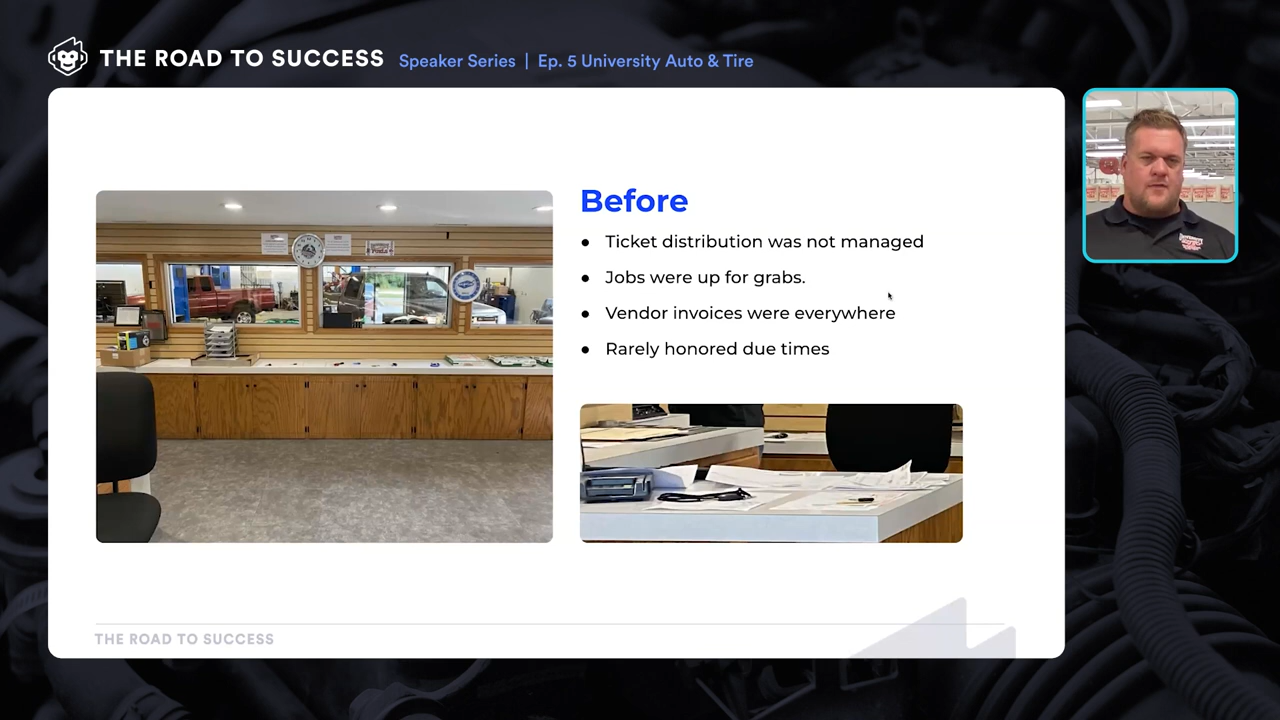 THE ROAD TO SUCCESS Speaker Series | Ep. 5 University Auto & Tire
Before
● Ticket distribution was not managed
● Jobs were up for grabs.
● Vendor invoices were everywhere
● Rarely honored due times
THE ROAD TO SUCCESS